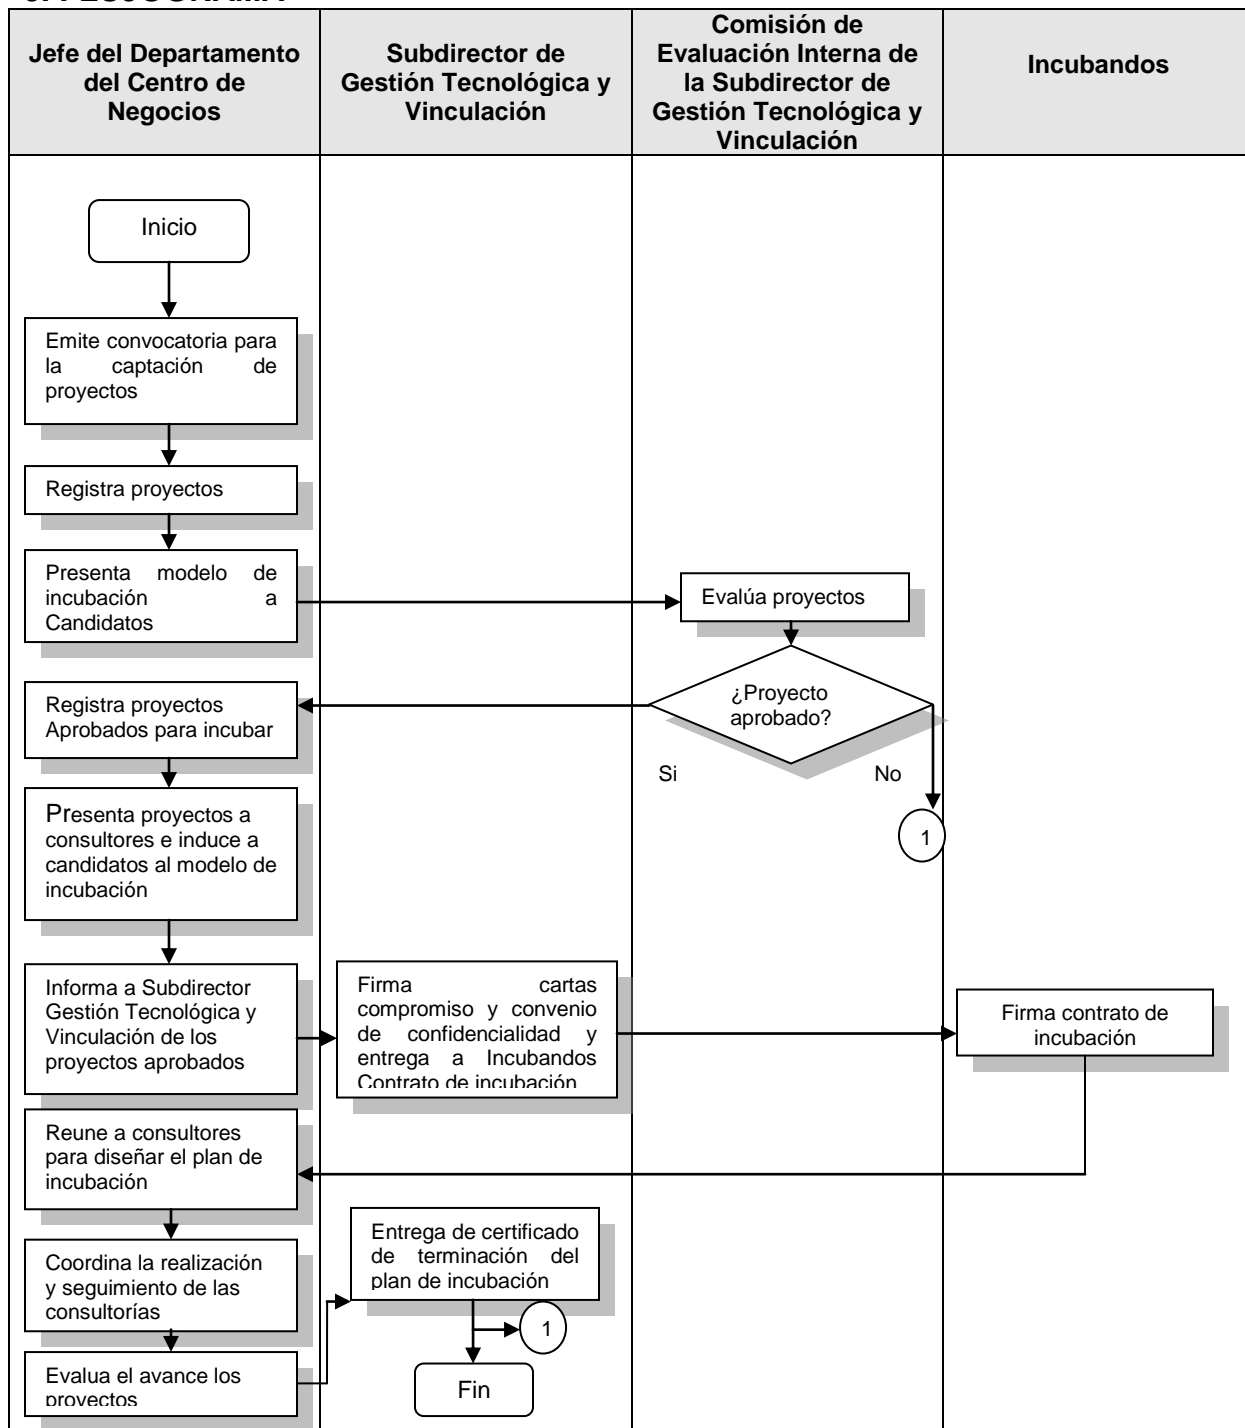 Jefe del Departamento
del Centro de
Negocios
Subdirector de
Gestión Tecnológica y
Vinculación
Comisión de
Evaluación Interna de
la Subdirector de
Gestión Tecnológica y
Vinculación
Incubandos
Inicio
Emite convocatoria para
la captación de
proyectos
Registra proyectos
Presenta modelo de
incubación a
Candidatos
Evalúa proyectos
¿Proyecto
aprobado?
Si
No
1
Registra proyectos
Aprobados para incubar
Presenta proyectos a
consultores e induce a
candidatos al modelo de
incubación
Informa a Subdirector
Gestión Tecnológica y
Vinculación de los
proyectos aprobados
Firma cartas
compromiso y convenio
de confidencialidad y
entrega a Incubandos
Contrato de incubación
Firma contrato de
incubación
Reune a consultores
para diseñar el plan de
incubación
Coordina la realización
y seguimiento de las
consultorías
Evalua el avance los
proyectos
Entrega de certificado
de terminación del
plan de incubación
1
Fin